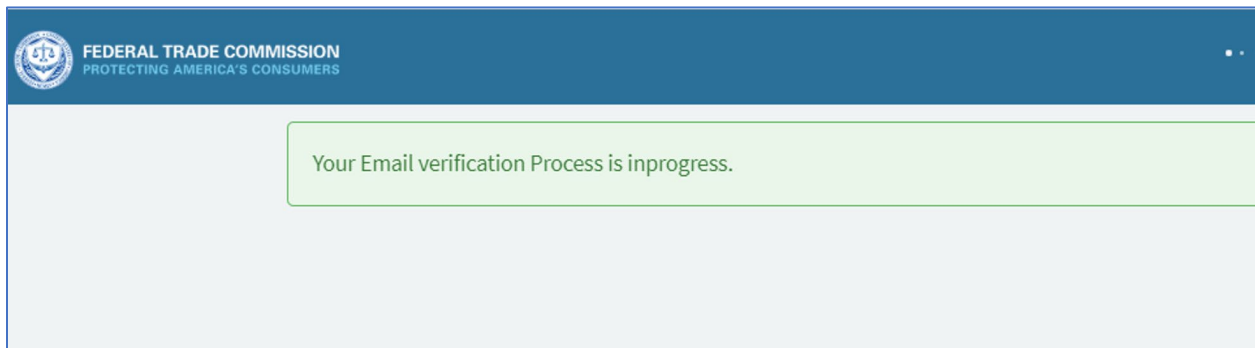 FEDERAL TRADE COMMISSION
PROTECTING AMERICA'S CONSUMERS
Your Email verification Process is inprogress.